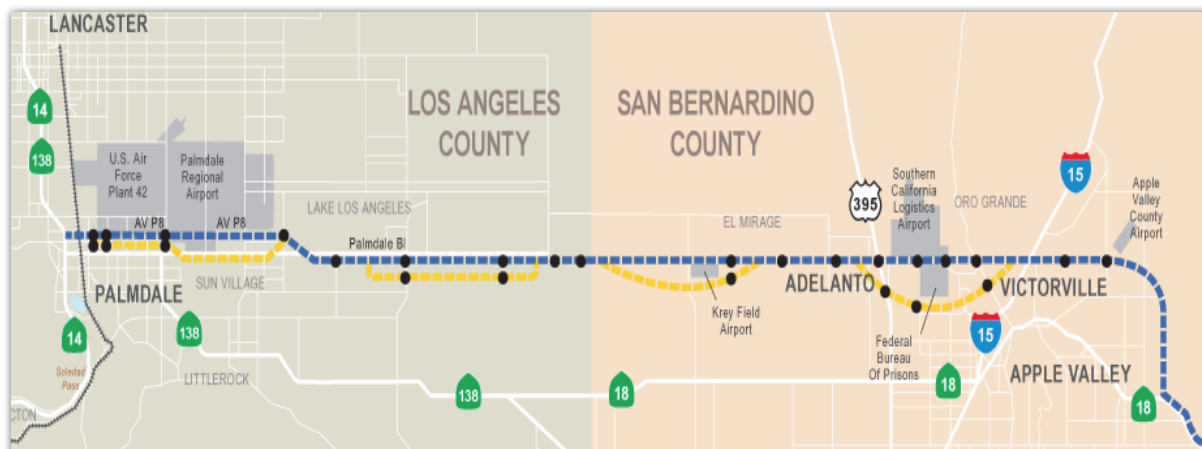 LANCASTER
14
138
U.S. Air
Force
Plant 42
Palmdale
Regional
Airport
LOS ANGELES
COUNTY
SAN BERNARDINO
COUNTY
395
Southern
California
Logistics
Airport
15
ORO GRANDE
Apple
Valley
County
Airport
LAKE LOS ANGELES
EL MIRAGE
AV P8
AV P8
Palmdale Bl
SUN VILLAGE
PALMDALE
ADELANTO
VICTORVILLE
Krey Field
Airport
14
138
Soledad
Pass
Federal
Bureau
Of Prisons
15
LITTLEROCK
138
18
18
APPLE VALLEY
18
CTON